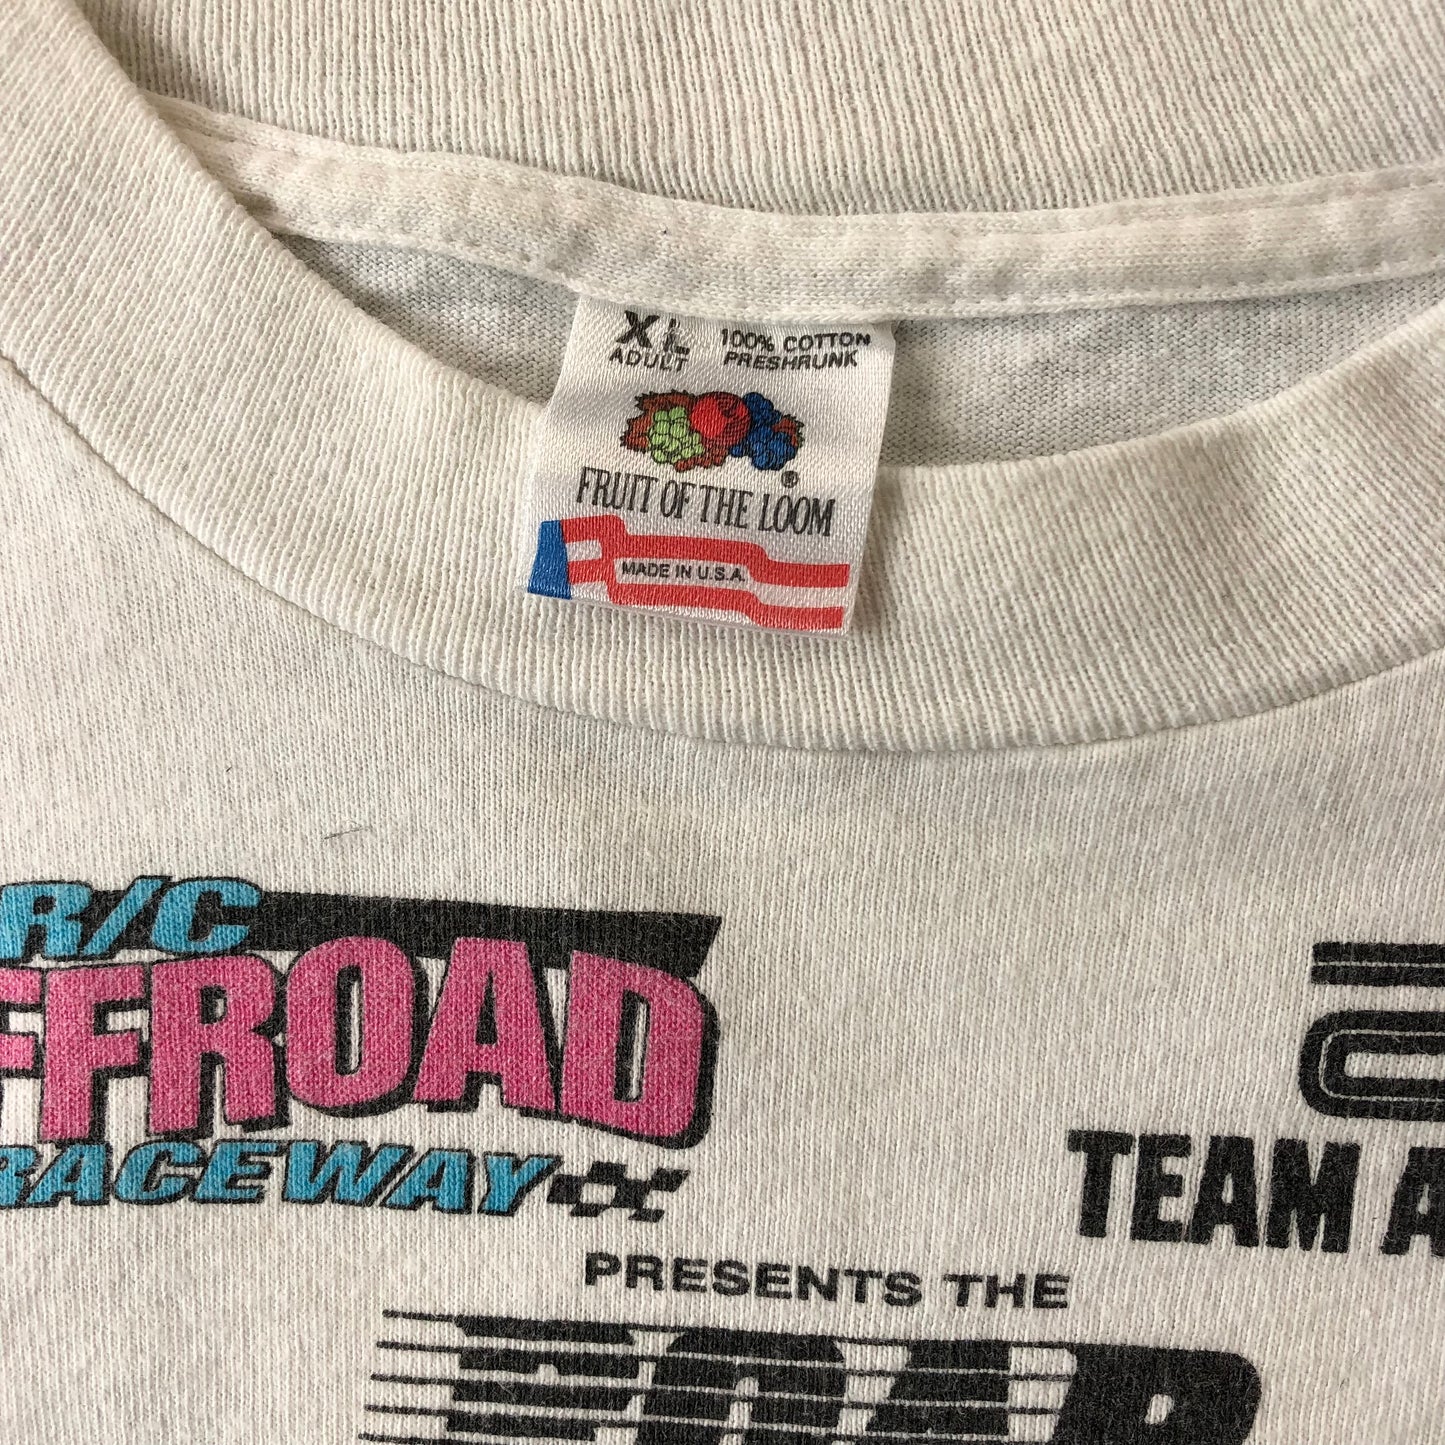 XL
ADULT
100% COTTON
PRESHRUNK
®
FRUIT OF THE LOOM
MADE IN U.S.A.
R/C
FFROAD
RACEWAY
TEAM A
PRESENTS THE